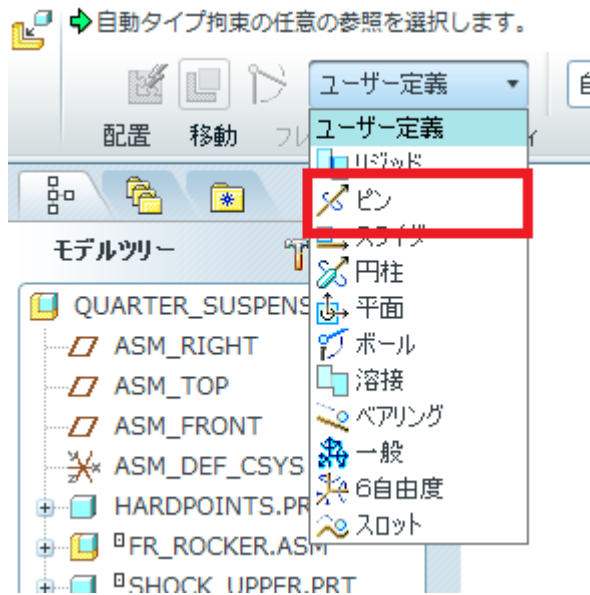 自動タイプ拘束の任意の参照を選択します。
ユーザー定義
配置 移動
ユーザー定義
リジッド
ピン
スライダ
円柱
平面
ボール
溶接
ベアリング
一般
6自由度
スロット
モデルツリー
QUARTER_SUSPENS
ASM_RIGHT
ASM_TOP
ASM_FRONT
ASM_DEF_CSYS
HARDPOINTS.PR
FR_ROCKER.ASM
SHOCK_UPPER.PRT